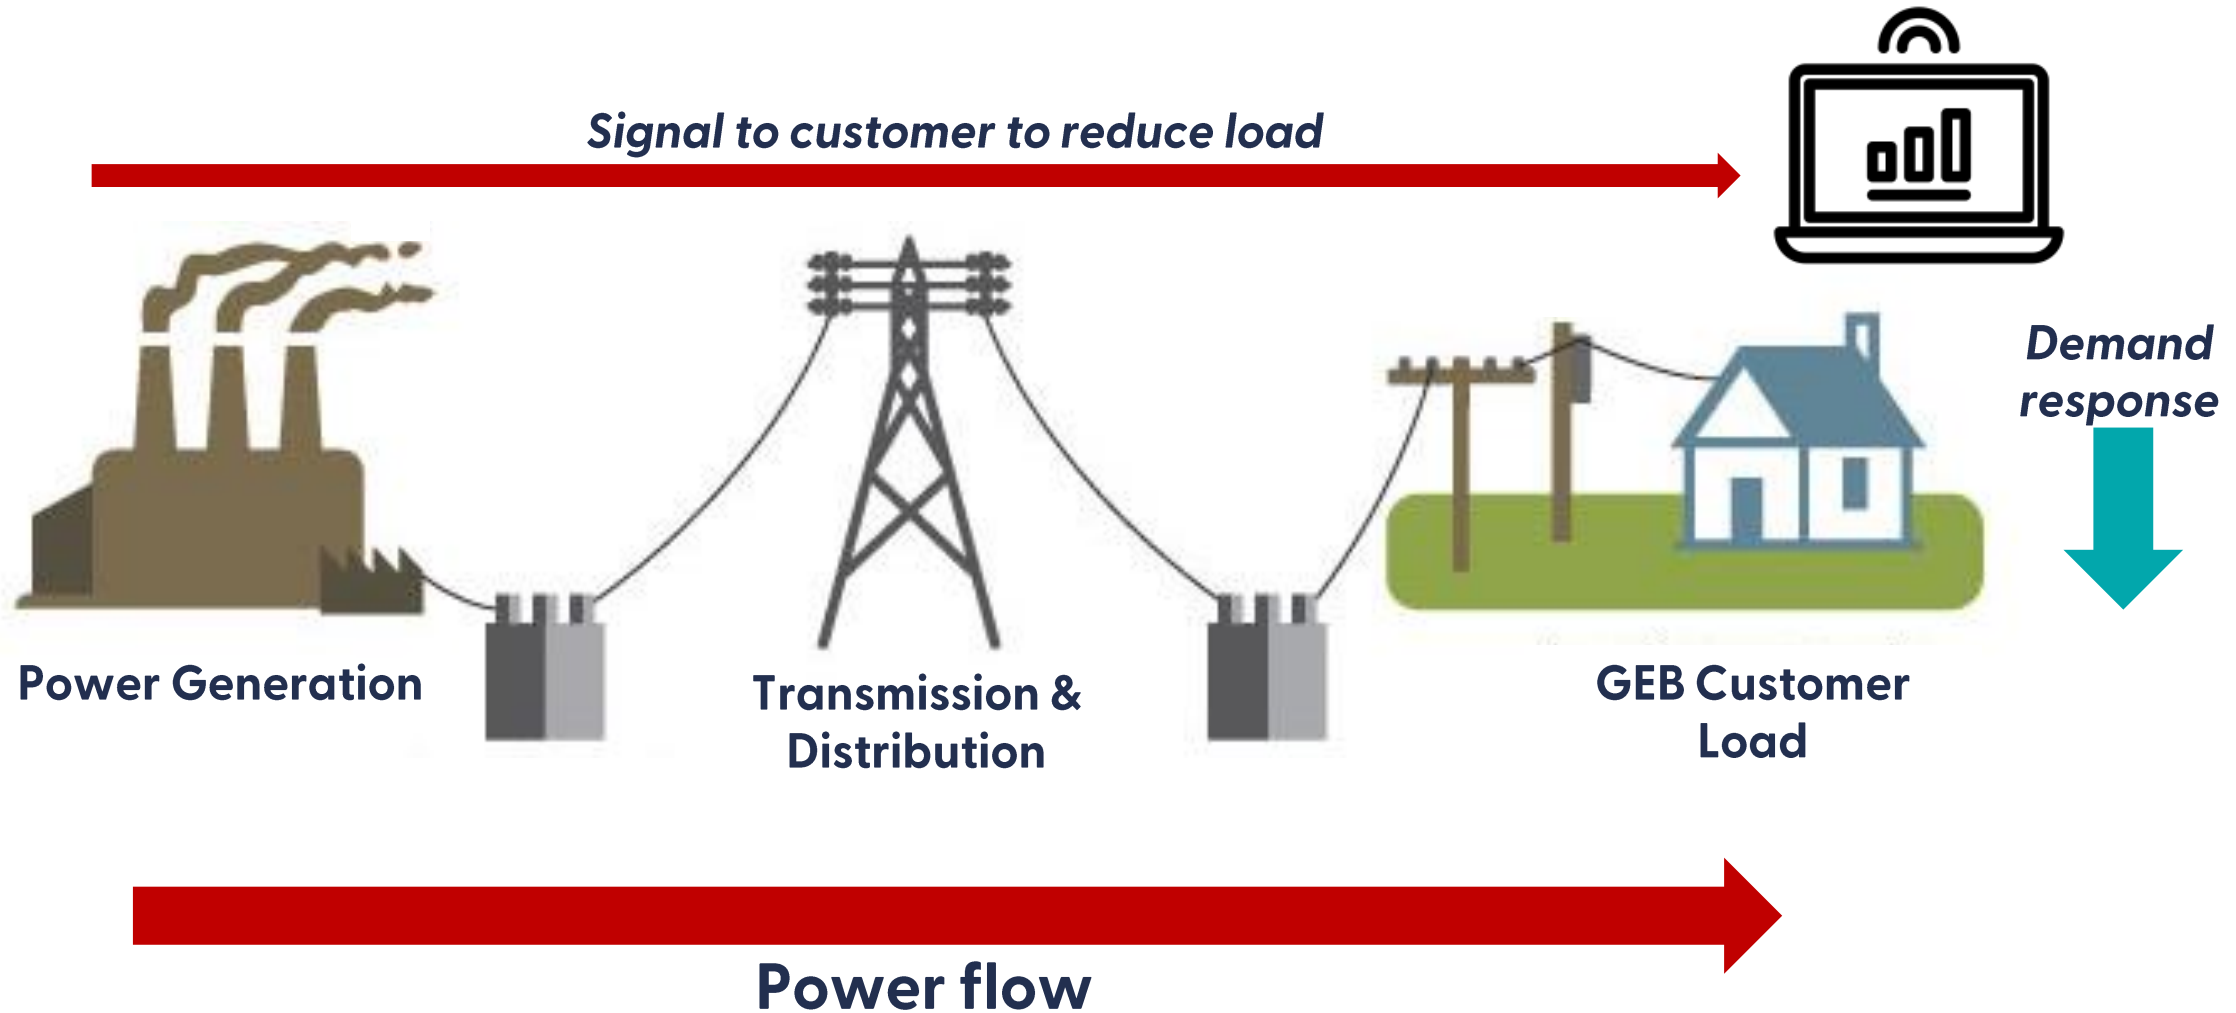 Signal to customer to reduce load
Demand
response
Power Generation
Transmission &
Distribution
GEB Customer
Load
Power flow